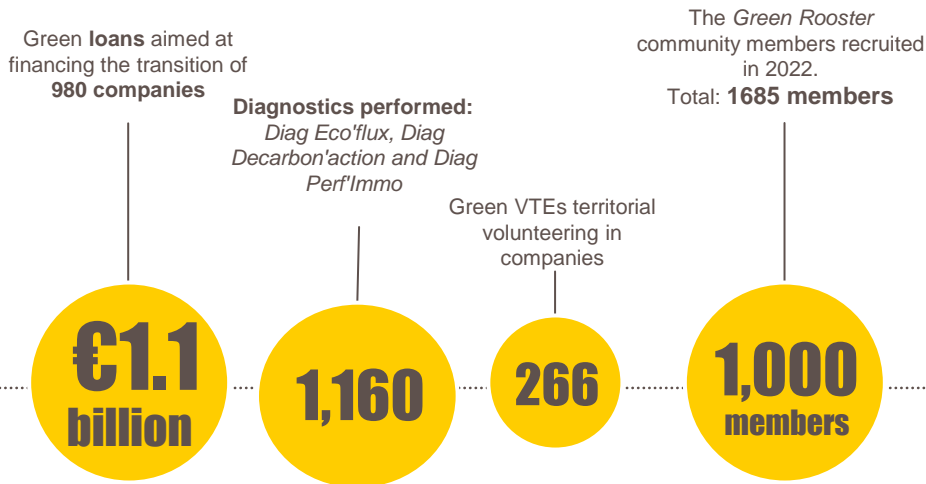 Green loans aimed at
financing the transition of
980 companies
€1.1
billion
Diagnostics performed:
Diag Eco'flux, Diag
Decarbon'action and Diag
Perf'Immo
1,160
Green VTEs territorial
volunteering in
companies
266
The Green Rooster
community members recruited
in 2022.
Total: 1685 members
1,000
members